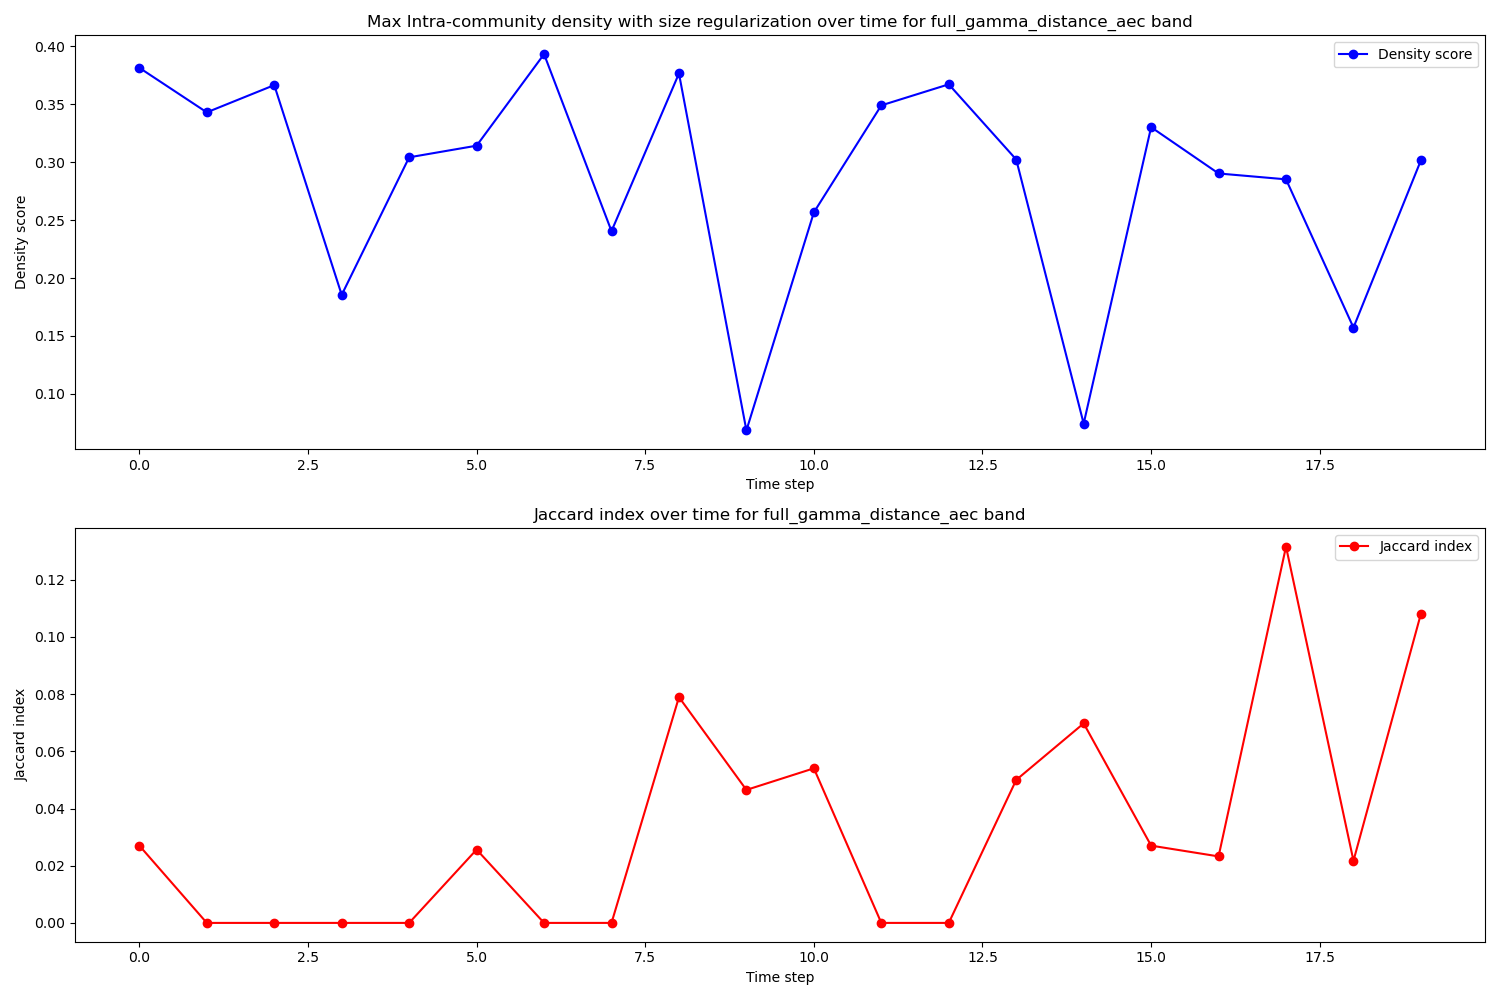 Max Intra-community density with size regularization over time for full_gamma_distance_aec band
Density score
0.40
0.35
0.30
0.25
0.20
0.15
0.10
Density score
0.0 2.5 5.0 7.5 10.0 12.5 15.0 17.5
Time step
Jaccard index over time for full_gamma_distance_aec band
Jaccard index
0.12
0.10
0.08
0.06
0.04
0.02
0.00
Jaccard index
0.0 2.5 5.0 7.5 10.0 12.5 15.0 17.5
Time step